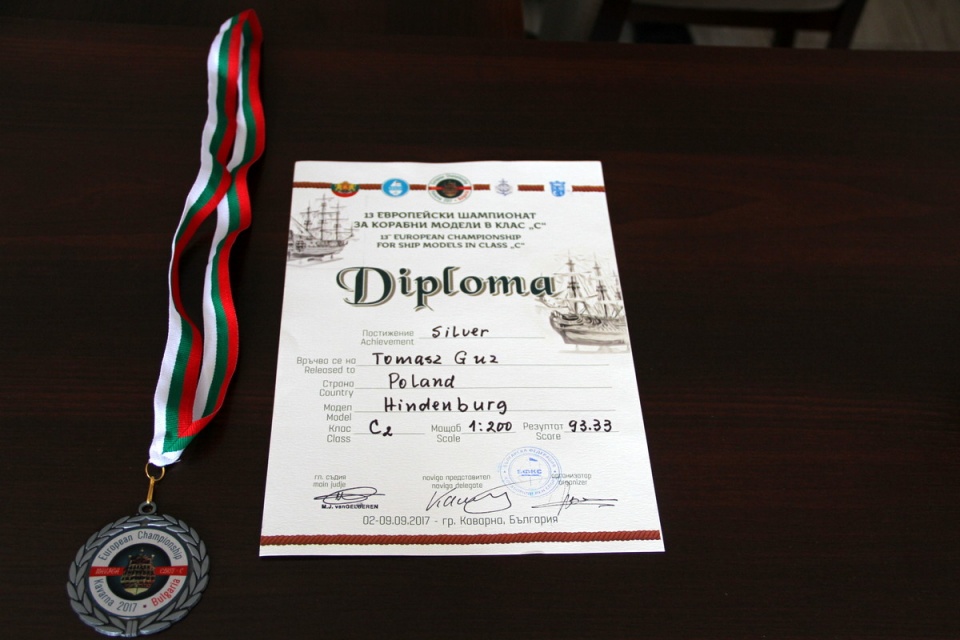 13 ЕВРОПЕЙСКИ ШАМПИОНАТ
ЗА КОРАБНИ МОДЕЛИ В КЛАС „С“
13th EUROPEAN CHAMPIONSHIP
FOR SHIP MODELS IN CLASS „C“
Diploma
Постижение Silver
Achievement
Връчва се на Tomasz Guz
Released to
Страна Poland
Country
Модел Hindenburg
Model
Клас C2 Мащаб 1:200 Резултат 93.33
Class Scale Score
гл. съдия naviga представител организатор
main judje naviga delegate organizer
M.J. vanGELDEREN
02-09.09.2017 - гр. Каварна, България
European Championship
Kavarna 2017 • Bulgaria